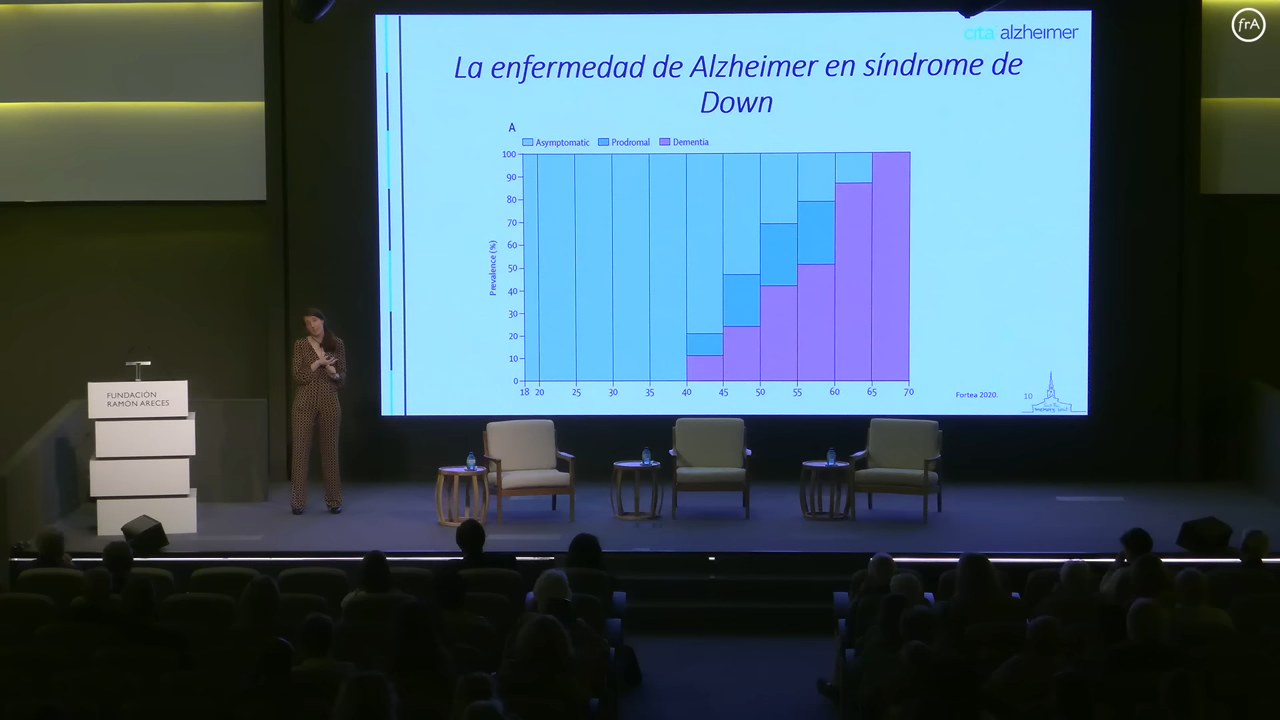 frA
cita alzheimer
La enfermedad de Alzheimer en síndrome de
Down
A
Asymptomatic Prodromal Dementia
Prevalence (%)
100
90
80
70
60
50
40
30
20
10
0
18 20 25 30 35 40 45 50 55 60 65 70
Fortea 2020.
10
FUNDACIÓN
RAMÓN ARECES